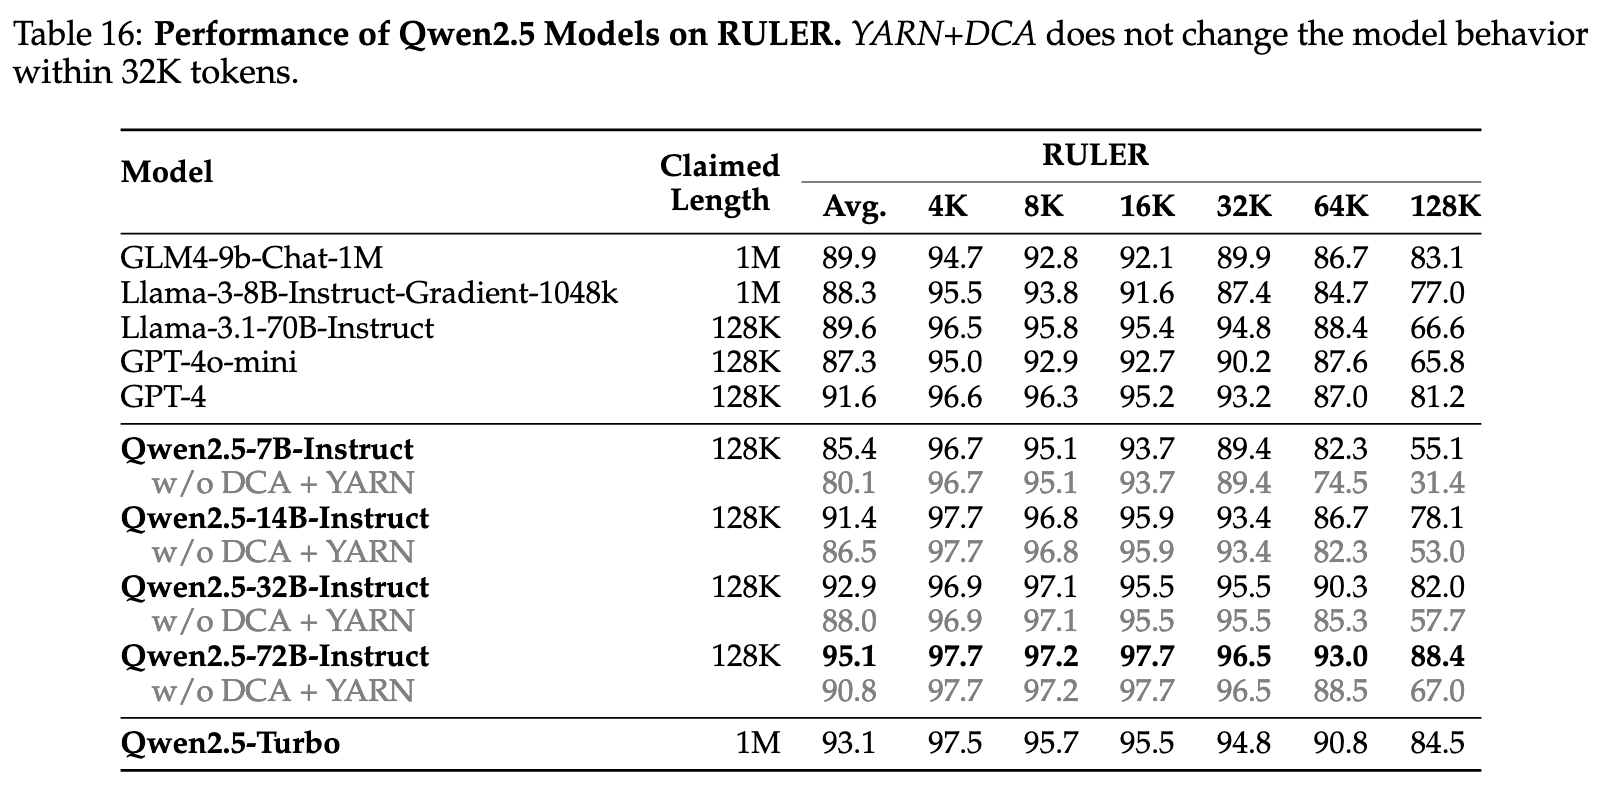 Table 16: Performance of Qwen2.5 Models on RULER. YARN+DCA does not change the model behavior
within 32K tokens.
Model Claimed Length RULER
Avg. 4K 8K 16K 32K 64K 128K
GLM4-9b-Chat-1M 1M 89.9 94.7 92.8 92.1 89.9 86.7 83.1
Llama-3-8B-Instruct-Gradient-1048k 1M 88.3 95.5 93.8 91.6 87.4 84.7 77.0
Llama-3.1-70B-Instruct 128K 89.6 96.5 95.8 95.4 94.8 88.4 66.6
GPT-4o-mini 128K 87.3 95.0 92.9 92.7 90.2 87.6 65.8
GPT-4 128K 91.6 96.6 96.3 95.2 93.2 87.0 81.2
Qwen2.5-7B-Instruct 128K 85.4 96.7 95.1 93.7 89.4 82.3 55.1
w/o DCA + YARN 80.1 96.7 95.1 93.7 89.4 74.5 31.4
Qwen2.5-14B-Instruct 128K 91.4 97.7 96.8 95.9 93.4 86.7 78.1
w/o DCA + YARN 86.5 97.7 96.8 95.9 93.4 82.3 53.0
Qwen2.5-32B-Instruct 128K 92.9 96.9 97.1 95.5 95.5 90.3 82.0
w/o DCA + YARN 88.0 96.9 97.1 95.5 95.5 85.3 57.7
Qwen2.5-72B-Instruct 128K 95.1 97.7 97.2 97.7 96.5 93.0 88.4
w/o DCA + YARN 90.8 97.7 97.2 97.7 96.5 88.5 67.0
Qwen2.5-Turbo 1M 93.1 97.5 95.7 95.5 94.8 90.8 84.5